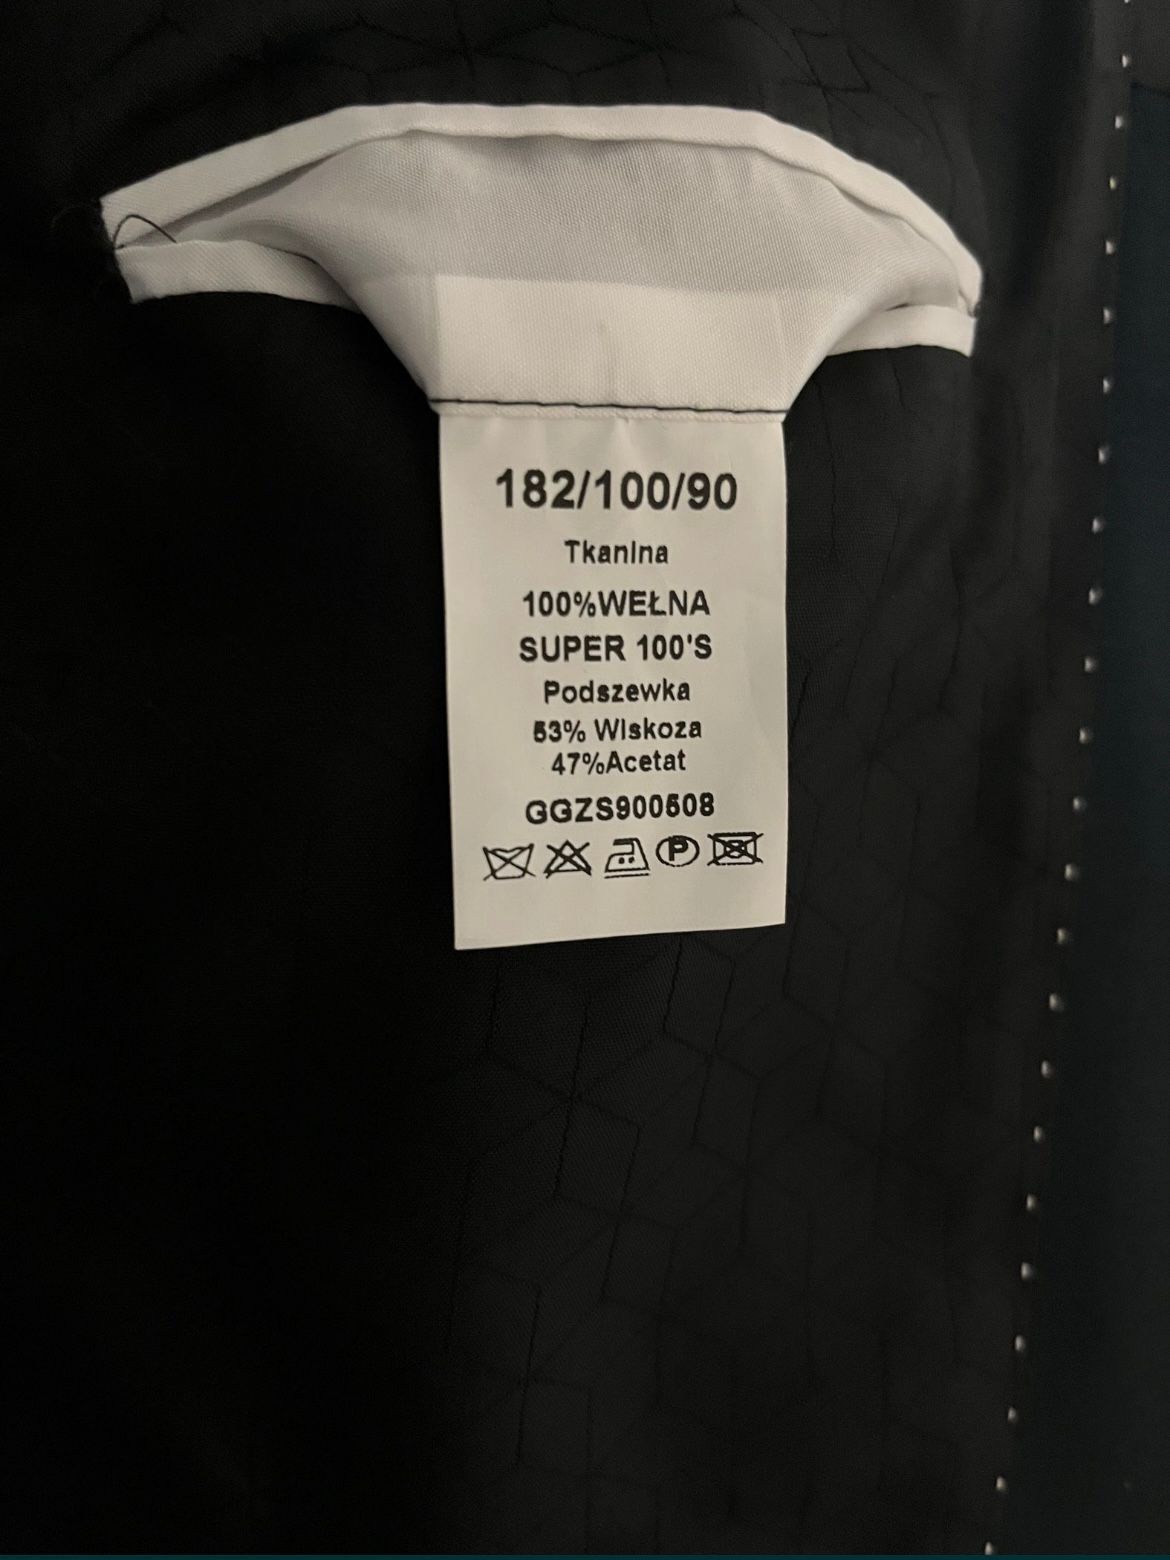 182/100/90
Tkanina
100%WEŁNA
SUPER 100'S
Podszewka
53% Wiskoza
47%Acetat
GGZS900508
P